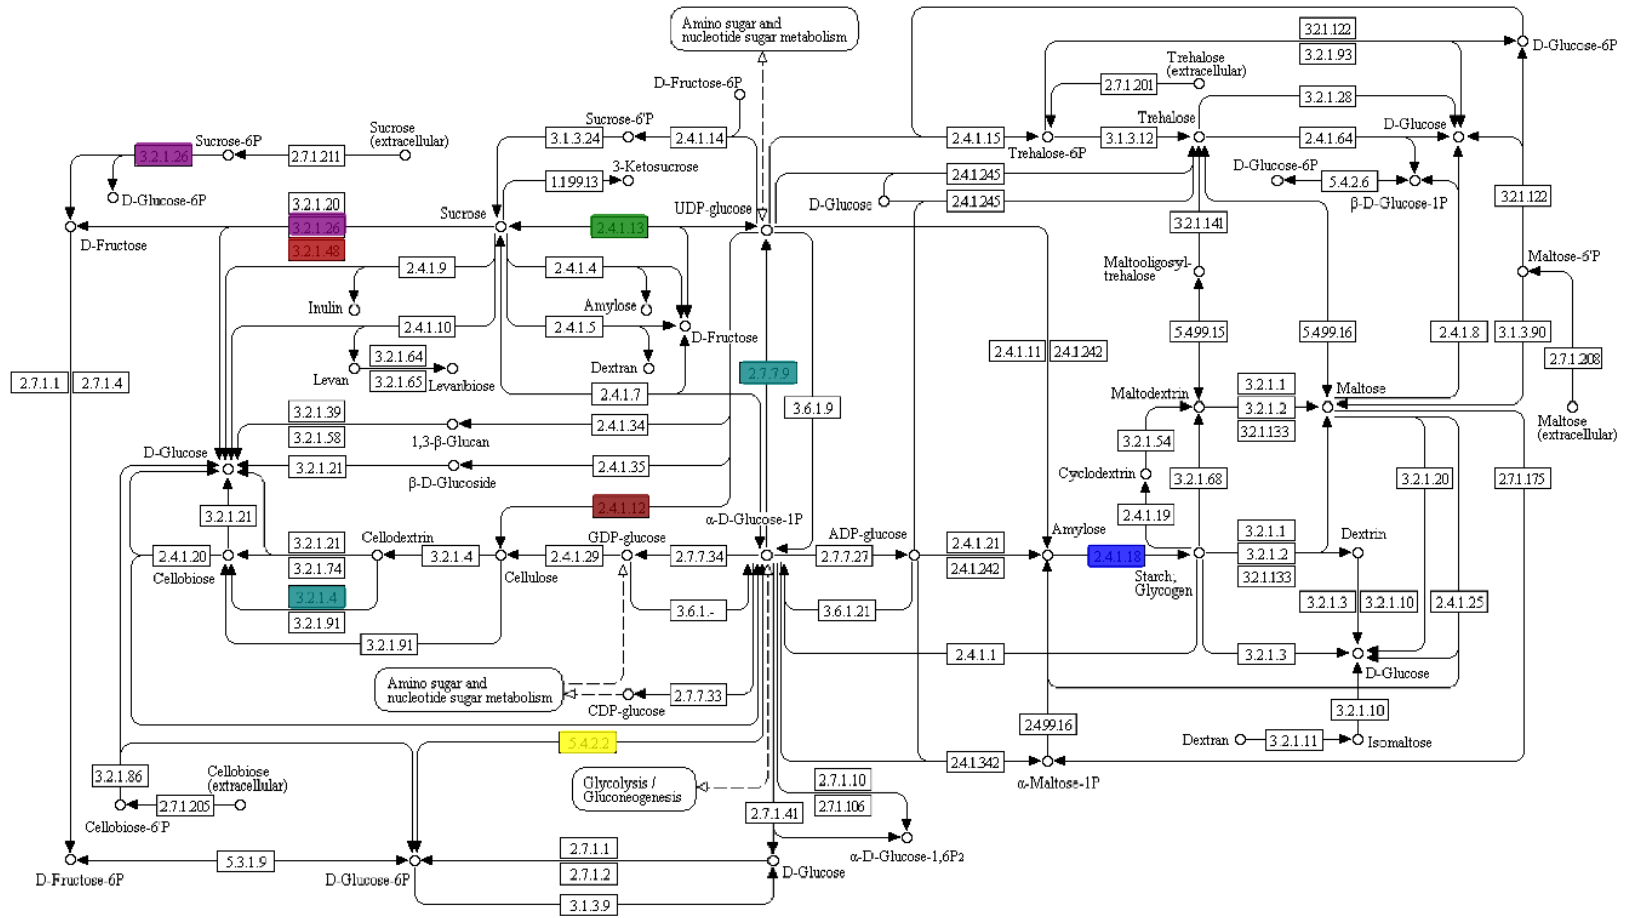 Amino sugar and
nucleotide sugar metabolism
3.2.1.122
3.2.1.93
D-Glucose-6P
Trehalose
(extracellular)
2.7.1.201
D-Fructose-6P
3.2.1.28
Sucrose-6'P
3.1.3.24
2.4.1.14
2.4.1.15
Trehalose-6P
3.1.3.12
Trehalose
2.4.1.64
D-Glucose
3.2.1.26
Sucrose-6P
2.7.1.211
Sucrose
(extracellular)
D-Glucose-6P
1.1.99.13
3-Ketosucrose
2.4.1.245
2.4.1.245
D-Glucose
D-Glucose-6P
5.4.2.6
β-D-Glucose-1P
3.2.1.122
3.2.1.20
3.2.1.26
3.2.1.48
D-Fructose
Sucrose
2.4.1.13
UDP-glucose
3.2.1.141
Maltooligosyl-
trehalose
Maltose-6'P
2.4.1.9
2.4.1.4
Inulin
Amylose
2.4.1.10
2.4.1.5
D-Fructose
5.4.99.15
5.4.99.16
2.4.1.8
3.1.3.90
2.7.1.208
3.2.1.64
3.2.1.65
Levan
Levanbiose
Dextran
2.7.7.9
2.4.1.11
2.4.1.242
2.7.1.1
2.7.1.4
2.4.1.7
3.6.1.9
Maltodextrin
3.2.1.1
3.2.1.2
3.2.1.133
Maltose
Maltose
(extracellular)
3.2.1.39
3.2.1.58
1,3-β-Glucan
2.4.1.34
3.2.1.54
D-Glucose
3.2.1.21
β-D-Glucoside
2.4.1.35
Cyclodextrin
3.2.1.68
3.2.1.20
2.7.1.175
3.2.1.21
2.4.1.12
α-D-Glucose-1P
2.4.1.19
2.4.1.20
Cellobiose
3.2.1.21
3.2.1.74
3.2.1.4
3.2.1.91
Cellodextrin
3.2.1.4
Cellulose
2.4.1.29
GDP-glucose
2.7.7.34
2.7.7.27
ADP-glucose
2.4.1.21
2.4.1.242
Amylose
2.4.1.18
Starch;
Glycogen
3.2.1.1
3.2.1.2
3.2.1.133
Dextrin
3.6.1.-
3.6.1.21
3.2.1.3
3.2.1.10
2.4.1.25
3.2.1.91
2.4.1.1
3.2.1.3
D-Glucose
Amino sugar and
nucleotide sugar metabolism
CDP-glucose
2.7.7.33
2.4.99.16
3.2.1.10
5.4.2.2
Dextran
3.2.1.11
Isomaltose
3.2.1.86
Cellobiose
(extracellular)
2.7.1.205
Cellobiose-6'P
Glycolysis /
Gluconeogenesis
2.4.1.342
α-Maltose-1P
2.7.1.10
2.7.1.106
2.7.1.41
α-D-Glucose-1,6P2
D-Fructose-6P
5.3.1.9
D-Glucose-6P
2.7.1.1
2.7.1.2
3.1.3.9
D-Glucose